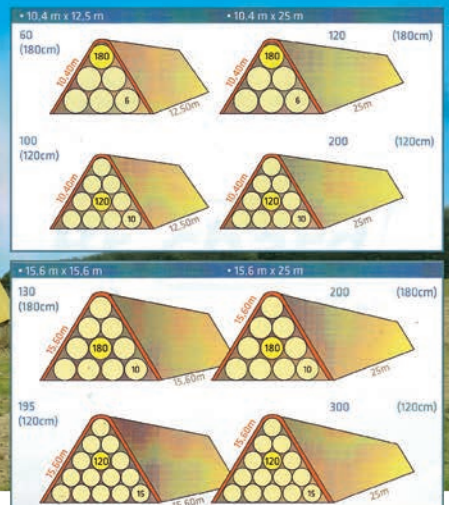 • 10,4 m x 12,5 m
• 10.4 m x 25 m
60
(180cm)
180
10,40m
6
12,50m
120
(180cm)
180
10,40m
6
25m
100
(120cm)
10,40m
120
10
12,50m
200
(120cm)
10,40m
120
10
25m
• 15.6 m x 15,6 m
• 15.6 m x 25 m
130
(180cm)
15,60m
180
10
15,60m
200
(180cm)
15,60m
180
10
25m
195
(120cm)
15,60m
120
15
15,60m
300
(120cm)
15,60m
120
15
25m